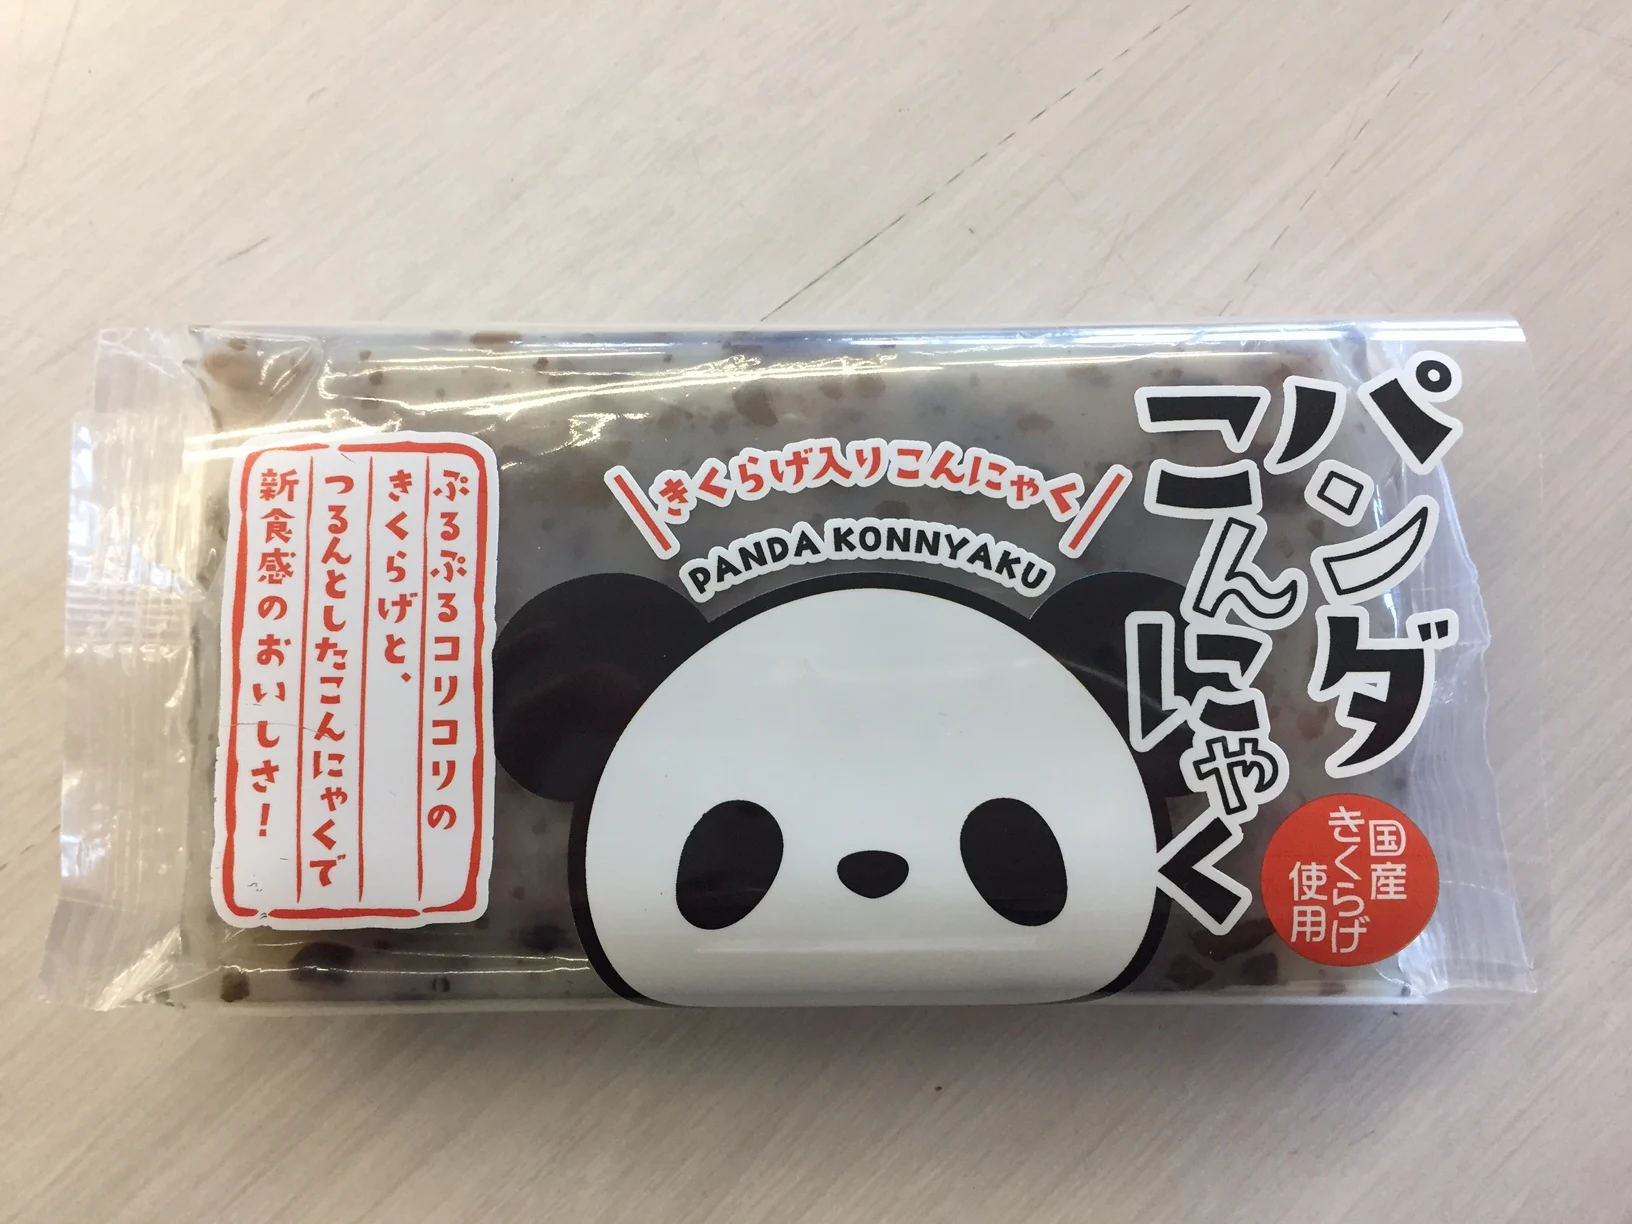 パンダ
こんにゃく
きくらげ入りこんにゃく
PANDA KONNYAKU
国産
きくらげ
使用
ぷるぷるコリコリの
きくらげと、
つるんとしたこんにゃくで
新食感のおいしさ!